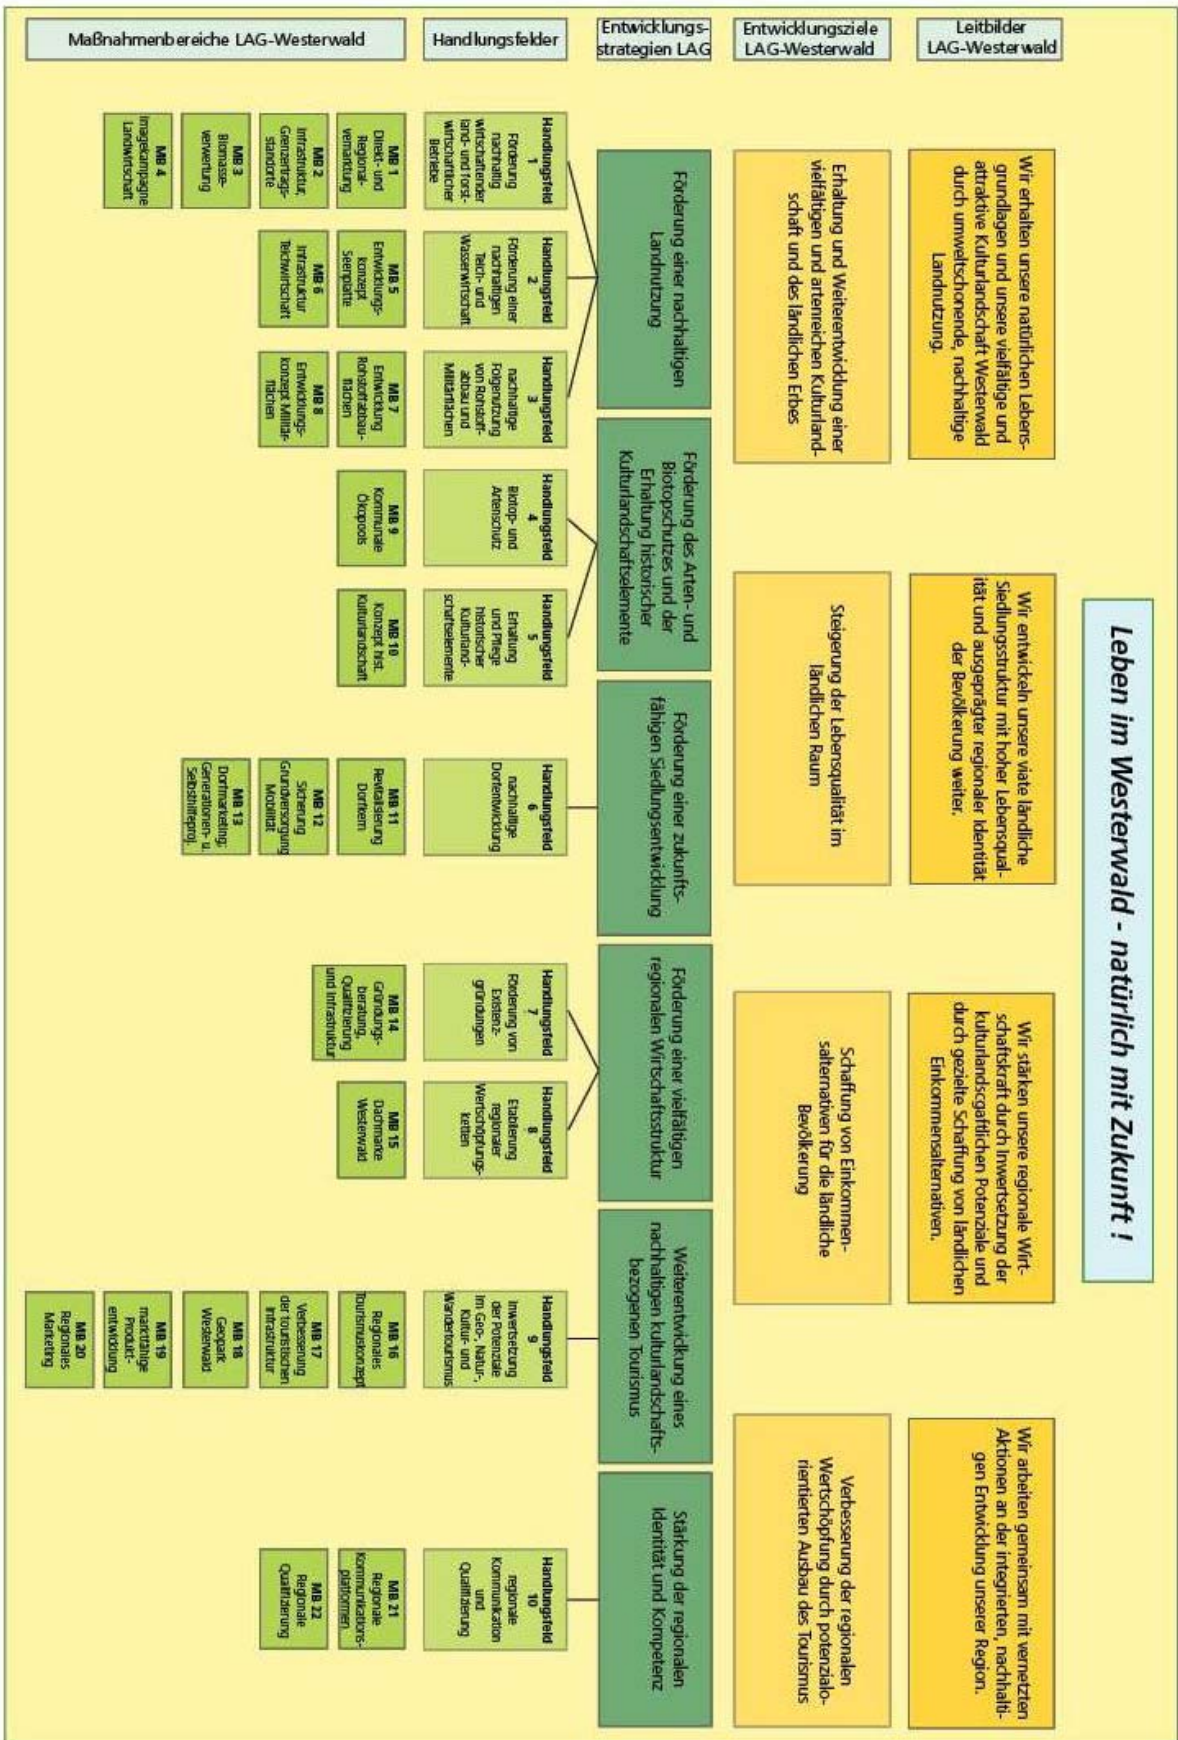 Leben im Westerwald - natürlich mit Zukunft !
Leitbilder
LAG-Westerwald
Wir erhalten unsere natürlichen Lebens-
grundlagen und unsere vielfältige und
attraktive Kulturlandschaft Westerwald
durch umweltschonende, nachhaltige
Landnutzung.
Wir entwickeln unsere viate ländliche
Siedlungsstruktur mit hoher Lebensqual-
ität und ausgeprägter regionaler Identität
der Bevölkerung weiter.
Wir stärken unsere regionale Wirt-
schaftskraft durch Inwertsetzung der
kulturlandscgaftlichen Potenziale und
durch gezielte Schaffung von ländlichen
Einkommensalternativen.
Wir arbeiten gemeinsam mit vernetzten
Aktionen an der integrierten, nachhalti-
gen Entwicklung unserer Region.
Entwicklungsziele
LAG-Westerwald
Erhaltung und Weiterentwicklung einer
vielfältigen und artenreichen Kulturland-
schaft und des ländlichen Erbes
Steigerung der Lebensqualität im
ländlichen Raum
Schaffung von Einkommen-
salternativen für die ländliche
Bevölkerung
Verbesserung der regionalen
Wertschöpfung durch potenzialo-
rientierten Ausbau des Tourismus
Entwicklungs-
strategien LAG
Förderung einer nachhaltigen
Landnutzung
Förderung des Arten- und
Biotopschutzes und der
Erhaltung historischer
Kulturlandschaftselemente
Förderung einer zukunfts-
fähigen Siedlungsentwicklung
Förderung einer vielfältigen
regionalen Wirtschaftsstruktur
Weiterentwidkung eines
nachhaltigen kulturlandschafts-
bezogenen Tourismus
Stärkung der regionalen
Identität und Kompetenz
Handlungsfelder
Handlungsfeld
1
Förderung
nachhaltig
wirtschaftender
land- und forst-
wirtschaftlicher
Betriebe
Handlungsfeld
2
Förderung einer
nachhaltigen
Teich- und
Wasserwirtschaft
Handlungsfeld
3
nachhaltige
Folgenutzung
von Rohstoff-
abbau und
Militärflächen
Handlungsfeld
4
Biotop- und
Artenschutz
Handlungsfeld
5
Erhaltung
und Pflege
historischer
Kulturland-
schaftselemente
Handlungsfeld
6
nachhaltige
Dorfentwicklung
Handlungsfeld
7
Förderung von
Existenz-
gründungen
Handlungsfeld
8
Etablierung
regionaler
Wertschöpfungs-
ketten
Handlungsfeld
9
Inwertsetzung
der Potenziale
im Geo-, Natur-,
Kultur- und
Wandertourismus
Handlungsfeld
10
regionale
Kommunikation
und
Qualifizierung
Maßnahmenbereiche LAG-Westerwald
MB 1
Direkt- und
Regional-
vermarktung
MB 2
Infrastruktur,
Grenzertrags-
standorte
MB 3
Biomasse-
verwertung
MB 4
Imagekampagne
Landwirtschaft
MB 5
Entwicklungs-
konzept
Seenplatte
MB 6
Infrastruktur
Teichwirtschaft
MB 7
Entwicklung
Rohstoffabbau-
flächen
MB 8
Entwicklungs-
konzept Militär-
flächen
MB 9
Kommunale
Ökopools
MB 10
Konzept hist.
Kulturlandschaft
MB 11
Revitalisierung
Dorfkern
MB 12
Sicherung
Grundversorgung
Mobilität
MB 13
Dorfmarketing;
Generationen- u.
Selbsthilfeproj.
MB 14
Gründungs-
beratung,
Qualifizierung
und Infrastruktur
MB 15
Dachmarke
Westerwald
MB 16
Regionales
Tourismuskonzept
MB 17
Verbesserung
der touristischen
Infrastruktur
MB 18
Geopark
Westerwald
MB 19
marktfähige
Produkt-
entwicklung
MB 20
Regionales
Marketing
MB 21
Regionale
Kommunikations-
plattformen
MB 22
Regionale
Qualifizierung